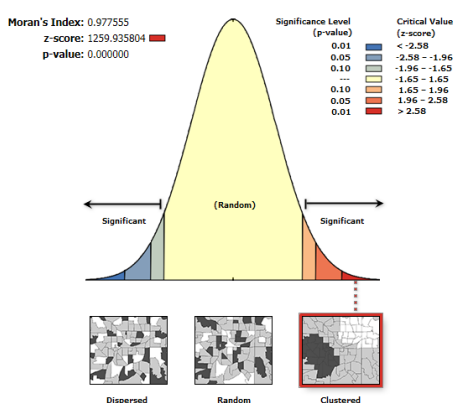 Moran's Index: 0.977555
z-score: 1259.935804
p-value: 0.000000
Significance Level
(p-value)
Critical Value
(z-score)
0.01 < -2.58
0.05 -2.58 – -1.96
0.10 -1.96 – -1.65
--- -1.65 – 1.65
0.10 1.65 – 1.96
0.05 1.96 – 2.58
0.01 > 2.58
(Random)
Significant
Significant
Dispersed
Random
Clustered